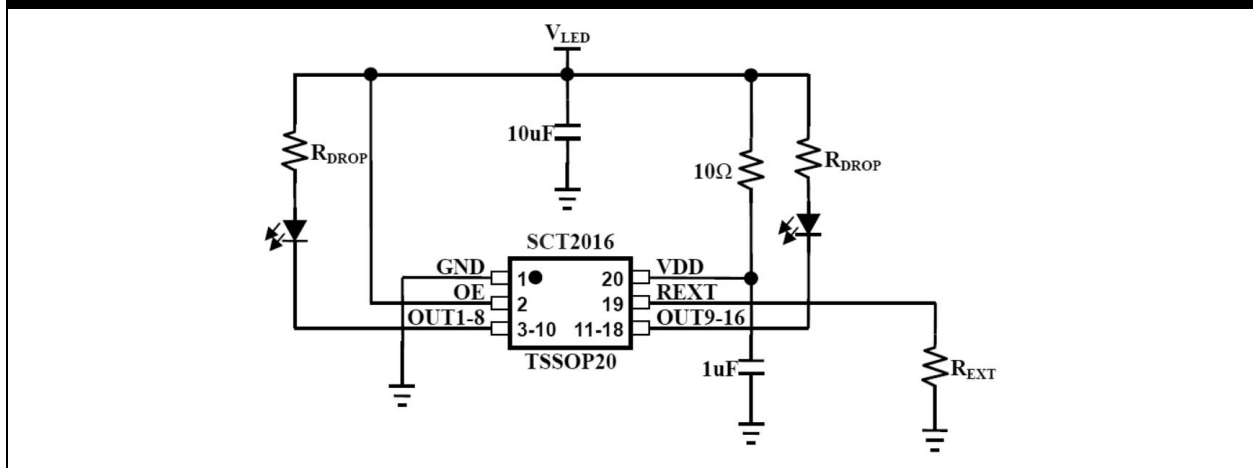 VLED
10uF
RDROP
10Ω
RDROP
SCT2016
GND 1 20 VDD
OE 2 19 REXT
OUT1-8 3-10 11-18 OUT9-16
TSSOP20
1uF
REXT